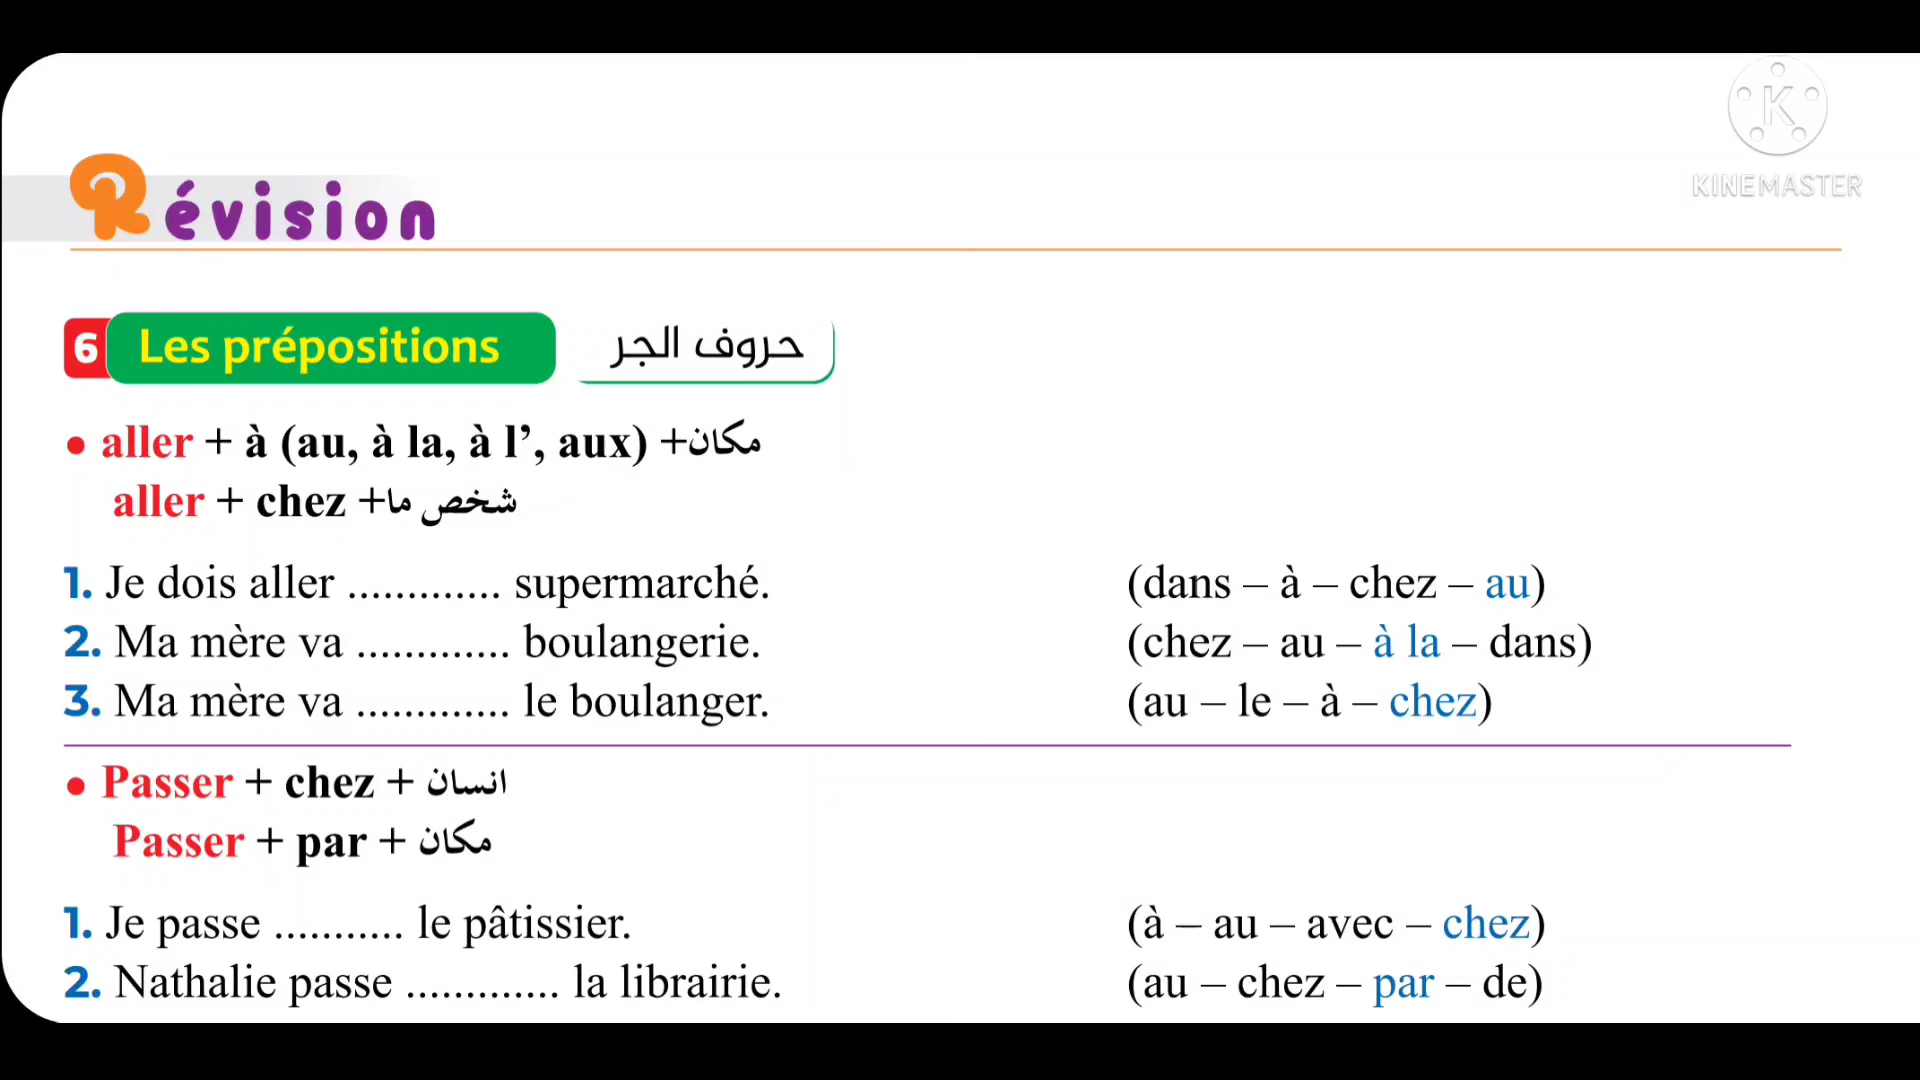 KINEMASTER
Révision
6 Les prépositions حروف الجر
• aller + à (au, à la, à l’, aux) +مكان
aller + chez +شخص ما
1. Je dois aller ............. supermarché. (dans – à – chez – au)
2. Ma mère va ............. boulangerie. (chez – au – à la – dans)
3. Ma mère va ............. le boulanger. (au – le – à – chez)
• Passer + chez + انسان
Passer + par + مكان
1. Je passe ........... le pâtissier. (à – au – avec – chez)
2. Nathalie passe ............. la librairie. (au – chez – par – de)